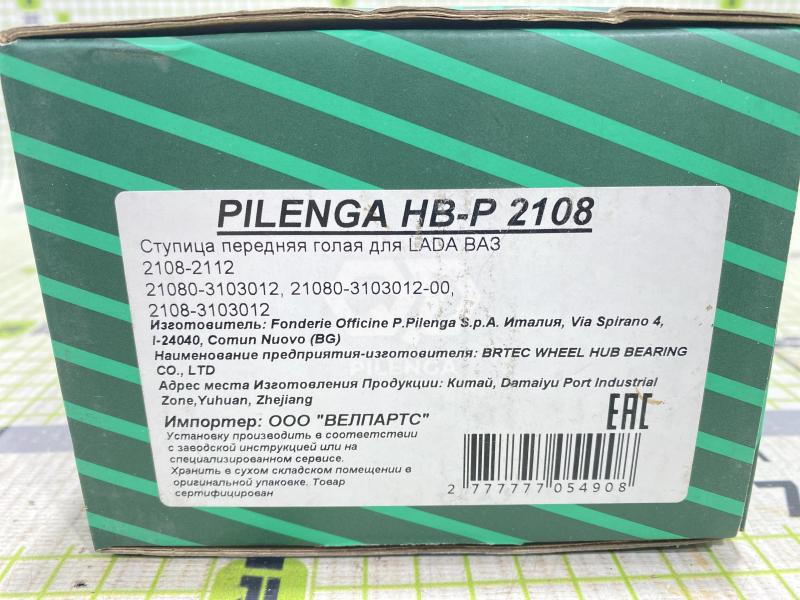 PILENGA HB-P 2108
Ступица передняя голая для LADA ВАЗ
2108-2112
21080-3103012, 21080-3103012-00,
2108-3103012
Изготовитель: Fonderie Officine P.Pilenga S.p.A. Италия, Via Spirano 4,
I-24040, Comun Nuovo (BG)
Наименование предприятия-изготовителя: BRTEC WHEEL HUB BEARING
CO., LTD
Адрес места Изготовления Продукции: Китай, Damaiyu Port Industrial
Zone,Yuhuan, Zhejiang
Импортер: ООО "ВЕЛПАРТС"
EAC
Установку производить в соответствии
с заводской инструкцией или на
специализированном сервисе.
Хранить в сухом складском помещении в
оригинальной упаковке. Товар
сертифицирован
2 777777 054908
PILENGA